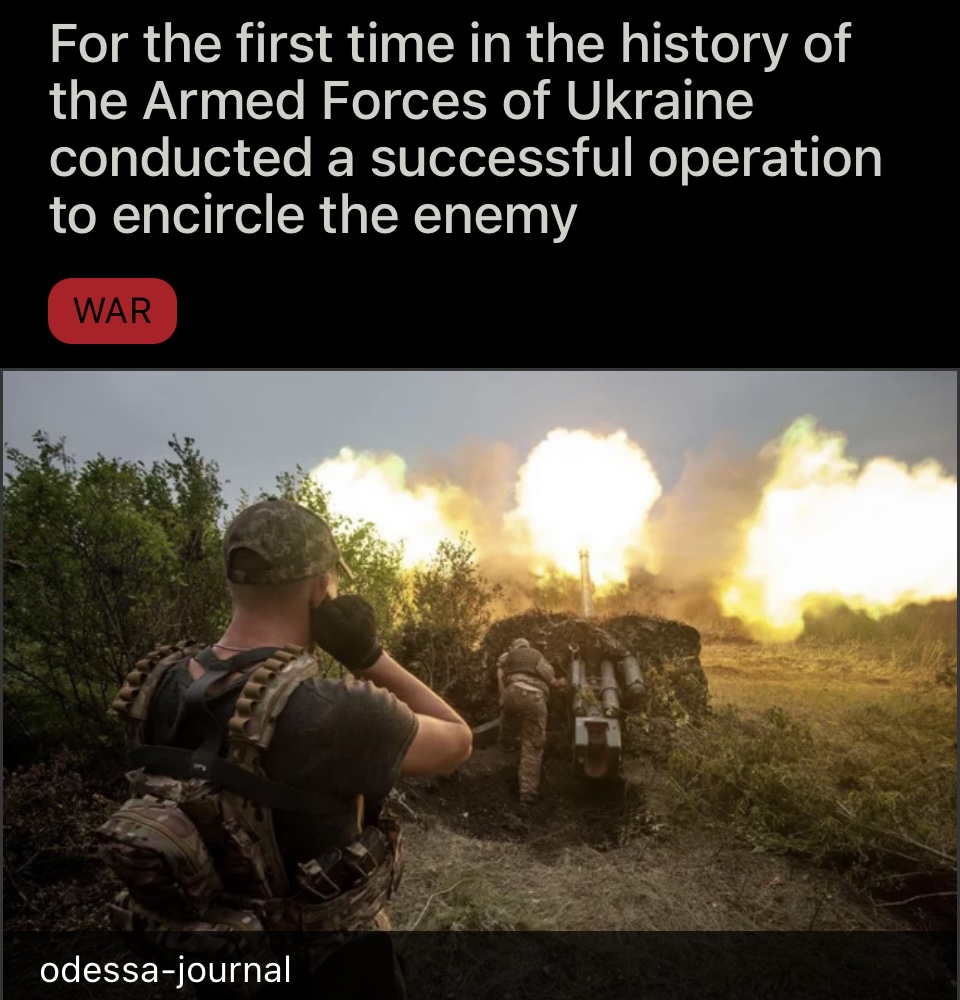 For the first time in the history of
the Armed Forces of Ukraine
conducted a successful operation
to encircle the enemy
WAR
odessa-journal